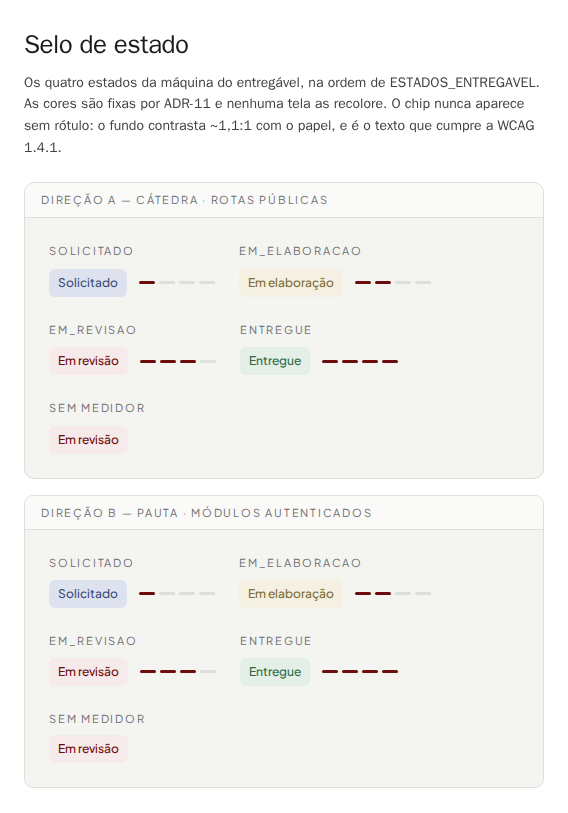 Selo de estado
Os quatro estados da máquina do entregável, na ordem de ESTADOS_ENTREGAVEL.
As cores são fixas por ADR-11 e nenhuma tela as recolore. O chip nunca aparece
sem rótulo: o fundo contrasta ~1,1:1 com o papel, e é o texto que cumpre a WCAG
1.4.1.
DIREÇÃO A — CÁTEDRA · ROTAS PÚBLICAS
SOLICITADO
EM_ELABORACAO
Solicitado
Em elaboração
EM_REVISAO
ENTREGUE
Em revisão
Entregue
SEM MEDIDOR
Em revisão
DIREÇÃO B — PAUTA · MÓDULOS AUTENTICADOS
SOLICITADO
EM_ELABORACAO
Solicitado
Em elaboração
EM_REVISAO
ENTREGUE
Em revisão
Entregue
SEM MEDIDOR
Em revisão